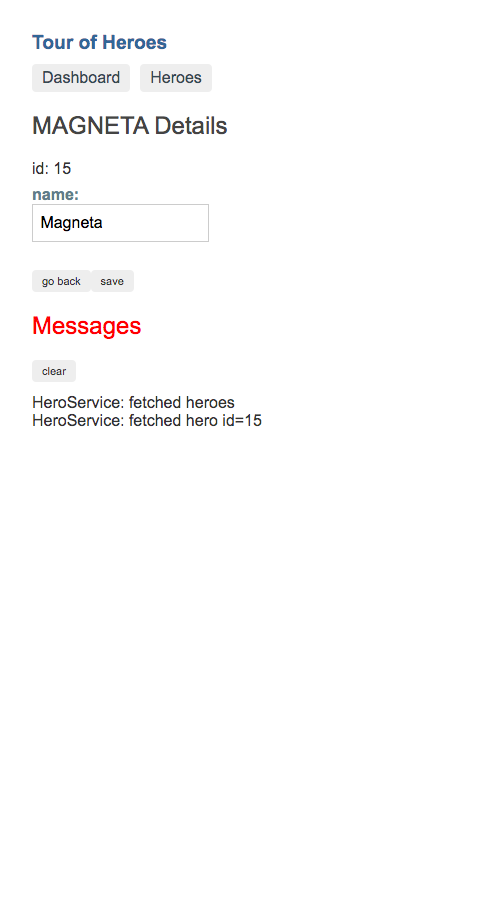 Tour of Heroes
Dashboard Heroes
MAGNETA Details
id: 15
name:
Magneta
go back save
Messages
clear
HeroService: fetched heroes
HeroService: fetched hero id=15